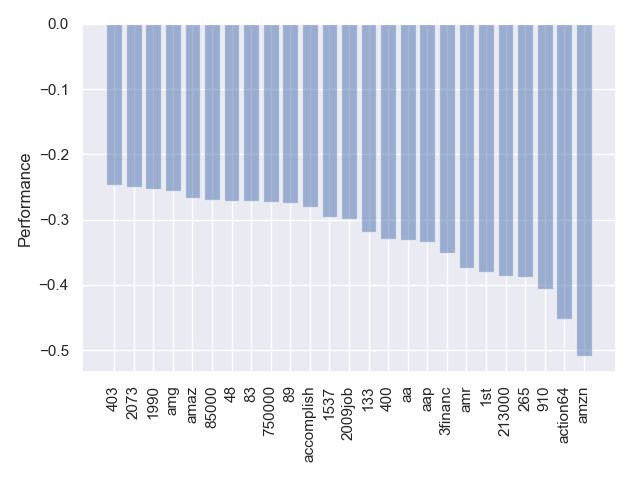 0.0
−0.1
−0.2
−0.3
−0.4
−0.5
Performance
403
2073
1990
amg
amaz
85000
48
83
750000
89
accomplish
1537
2009job
133
400
aa
aap
3financ
amr
1st
213000
265
910
action64
amzn